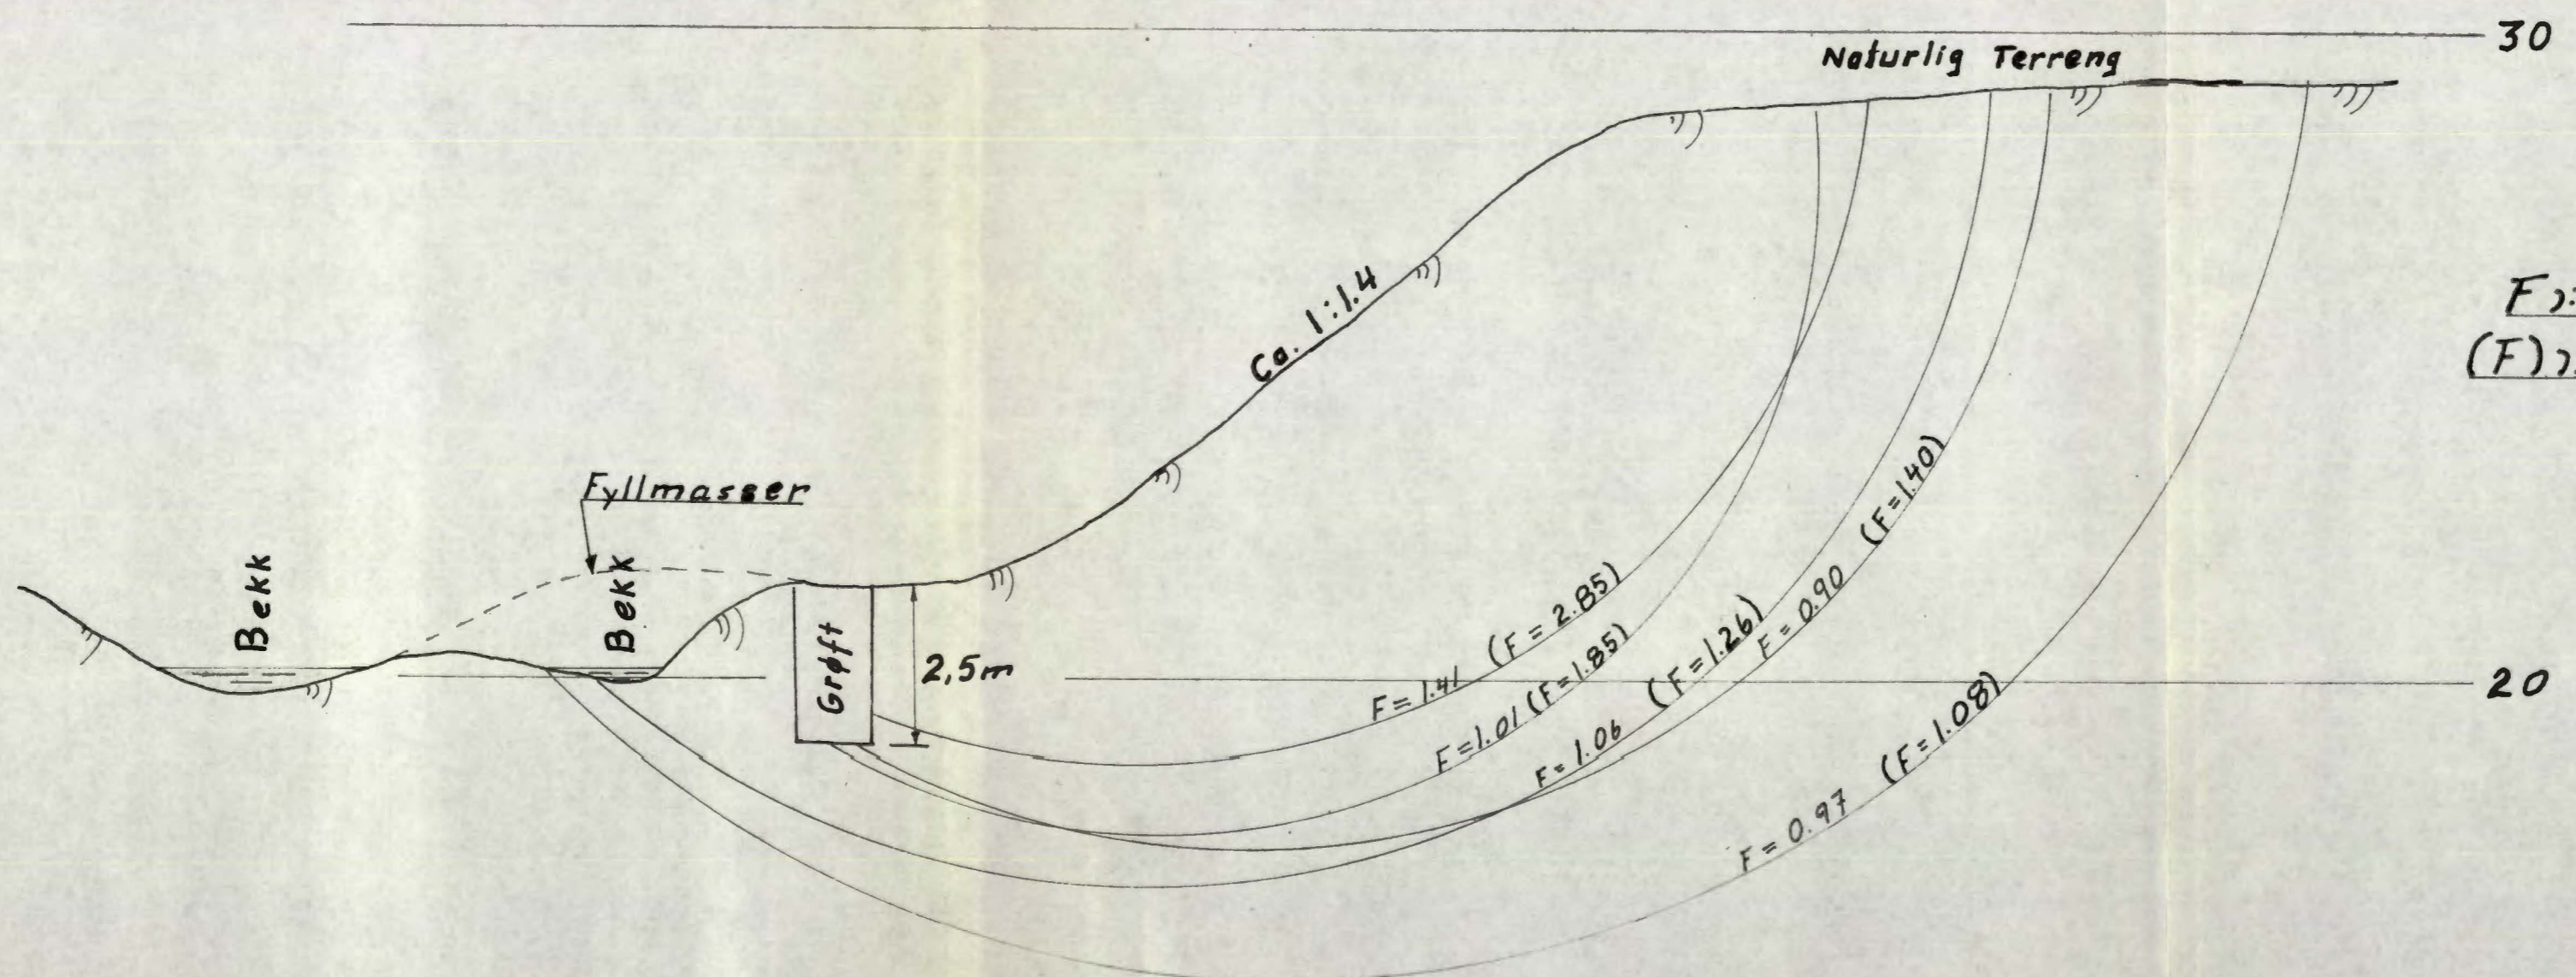 30
Naturlig Terreng
F):
(F)):
Ca. 1:1.4
Fyllmasser
Bekk
Bekk
Grøft
2,5m
20
F = 1.41 (F = 2.85)
F = 1.01 (F = 1.85)
F = 1.06 (F = 1.26)
F = 0.90 (F = 1.40)
F = 0.97 (F = 1.08)